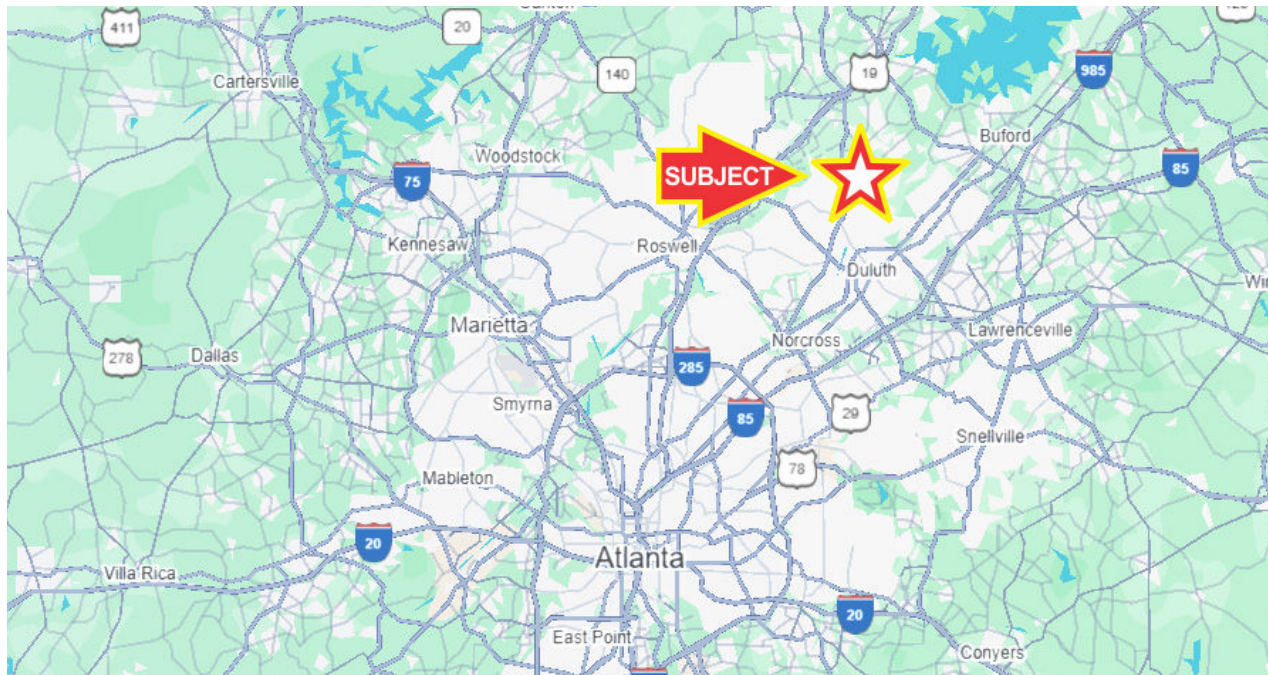 Canton
411
20
19
985
140
Cartersville
Buford
Woodstock
85
75
SUBJECT
Kennesaw
Roswell
Duluth
Marietta
Lawrenceville
Norcross
278
Dallas
285
Smyrna
85
29
Snellville
78
Mableton
20
Atlanta
Villa Rica
20
East Point
Conyers